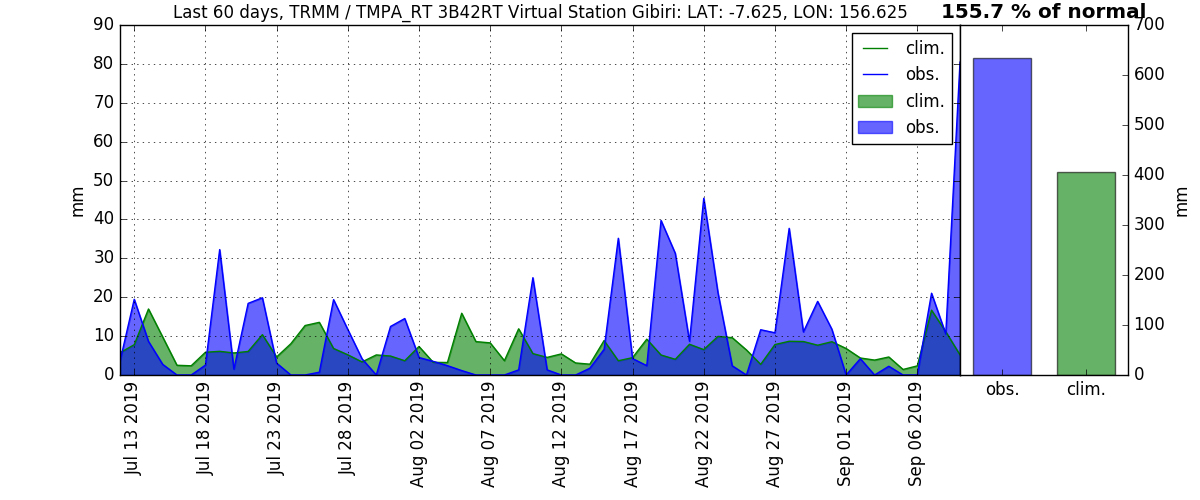 Last 60 days, TRMM / TMPA_RT 3B42RT Virtual Station Gibiri: LAT: -7.625, LON: 156.625
155.7 % of normal
90
80
70
60
50
40
30
20
10
0
mm
clim.
obs.
clim.
obs.
Jul 13 2019
Jul 18 2019
Jul 23 2019
Jul 28 2019
Aug 02 2019
Aug 07 2019
Aug 12 2019
Aug 17 2019
Aug 22 2019
Aug 27 2019
Sep 01 2019
Sep 06 2019
700
600
500
400
300
200
100
0
mm
obs.
clim.